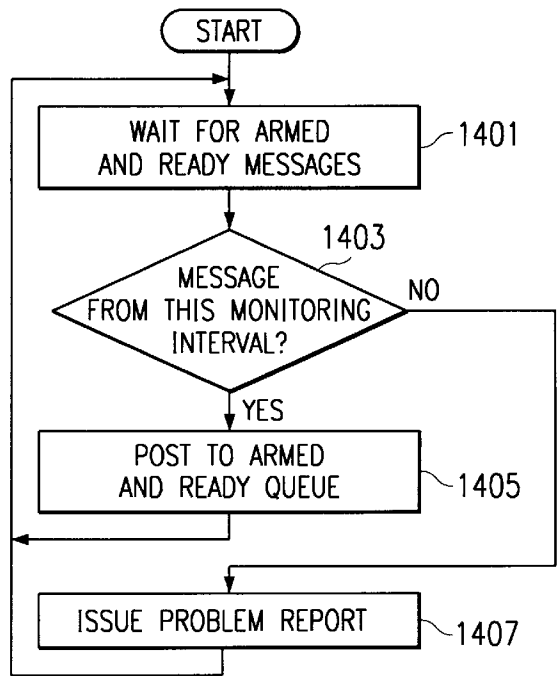 START
WAIT FOR ARMED
AND READY MESSAGES
1401
1403
MESSAGE
FROM THIS MONITORING
INTERVAL?
NO
YES
POST TO ARMED
AND READY QUEUE
1405
ISSUE PROBLEM REPORT
1407